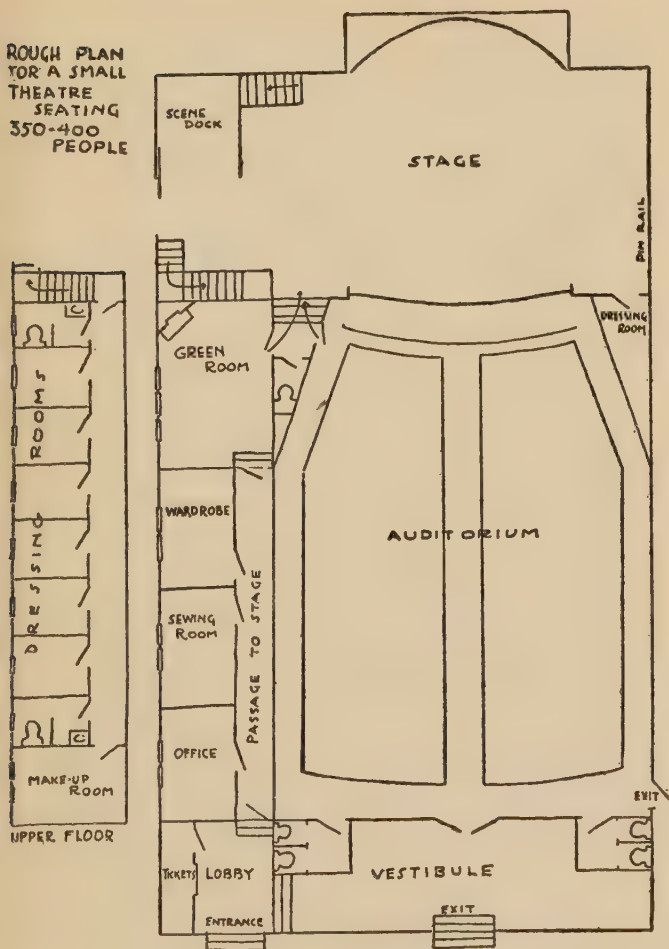 ROUGH PLAN
FOR A SMALL
THEATRE
SEATING
350-400
PEOPLE
SCENE
DOCK
STAGE
PIN RAIL
DRESSING
ROOM
GREEN
ROOM
WARDROBE
SEWING
ROOM
OFFICE
PASSAGE TO STAGE
AUDITORIUM
DRESSING ROOMS
C
C
MAKE-UP
ROOM
UPPER FLOOR
TICKETS
LOBBY
ENTRANCE
VESTIBULE
EXIT
EXIT